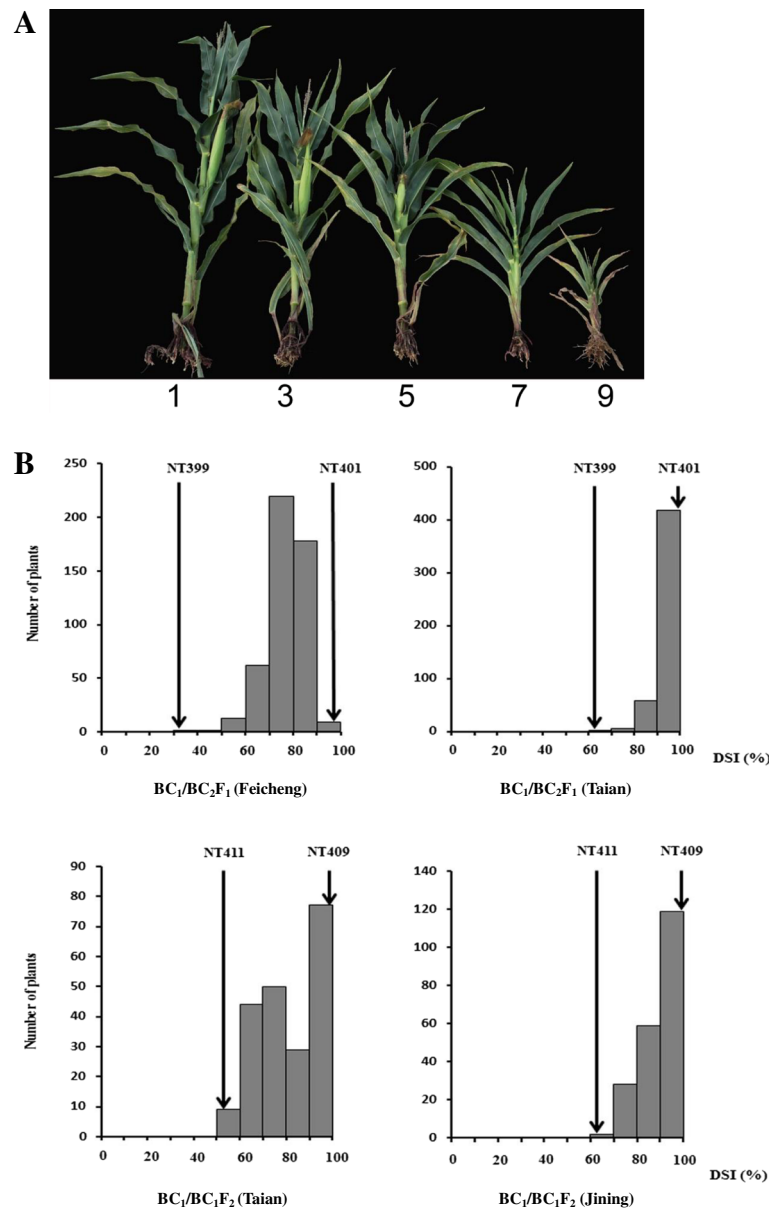 A
1 3 5 7 9
B
NT399 NT401
250
200
150
100
50
0
Number of plants
0 20 40 60 80 100
BC₁/BC₂F₁ (Feicheng)
NT399 NT401
500
400
300
200
100
0
0 20 40 60 80 100
DSI (%)
BC₁/BC₂F₁ (Taian)
NT411 NT409
90
80
70
60
50
40
30
20
10
0
Number of plants
0 20 40 60 80 100
BC₁/BC₁F₂ (Taian)
NT411 NT409
140
120
100
80
60
40
20
0
0 20 40 60 80 100
DSI (%)
BC₁/BC₁F₂ (Jining)